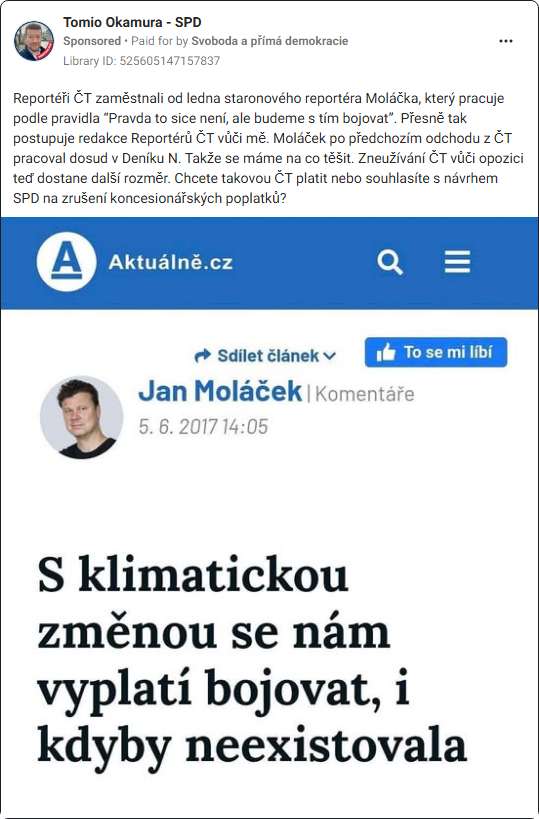 Tomio Okamura - SPD
Sponsored • Paid for by Svoboda a přímá demokracie
Library ID: 525605147157837
Reportéři ČT zaměstnali od ledna staronového reportéra Moláčka, který pracuje
podle pravidla “Pravda to sice není, ale budeme s tím bojovat”. Přesně tak
postupuje redakce Reportérů ČT vůči mě. Moláček po předchozím odchodu z ČT
pracoval dosud v Deníku N. Takže se máme na co těšit. Zneužívání ČT vůči opozici
teď dostane další rozměr. Chcete takovou ČT platit nebo souhlasíte s návrhem
SPD na zrušení koncesionářských poplatků?
A Aktuálně.cz
Sdílet článek
To se mi líbí
Jan Moláček | Komentáře
5. 6. 2017 14:05
S klimatickou
změnou se nám
vyplatí bojovat, i
kdyby neexistovala